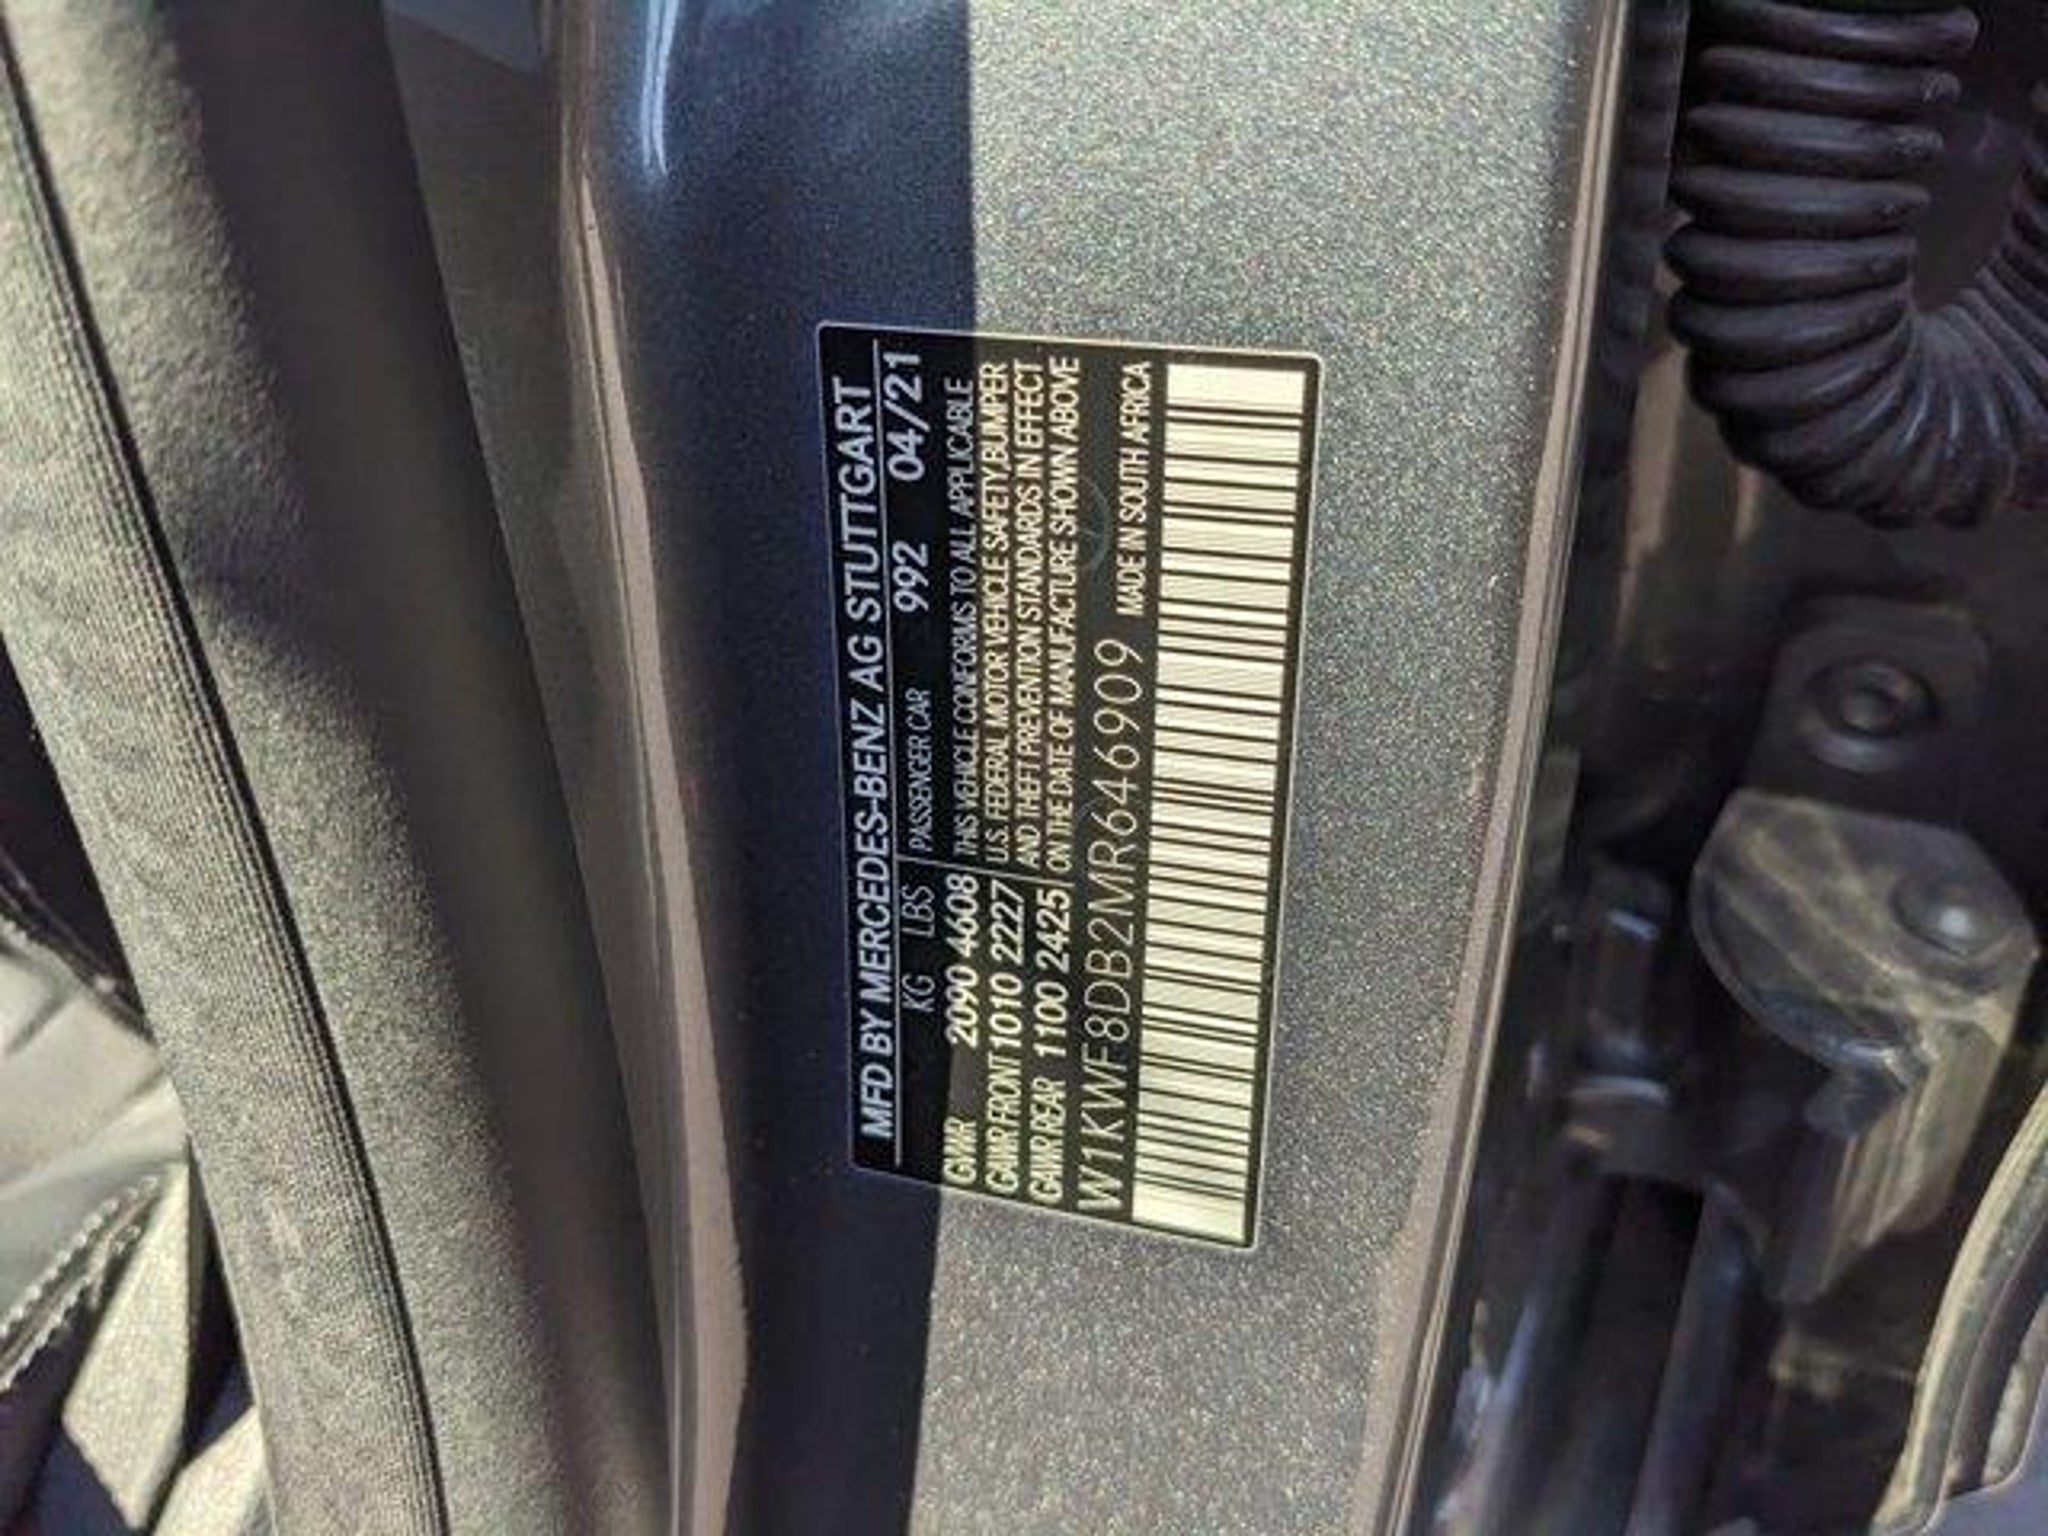 MFD BY MERCEDES-BENZ AG STUTTGART
KG LBS PASSENGER CAR 992 04/21
GVWR 2090 4608 THIS VEHICLE CONFORMS TO ALL APPLICABLE
GAWR FRONT 1010 2227 U.S. FEDERAL MOTOR VEHICLE SAFETY, BUMPER
AND THEFT PREVENTION STANDARDS IN EFFECT
GAWR REAR 1100 2425 ON THE DATE OF MANUFACTURE SHOWN ABOVE
W1KWF8DB2MR646909 MADE IN SOUTH AFRICA